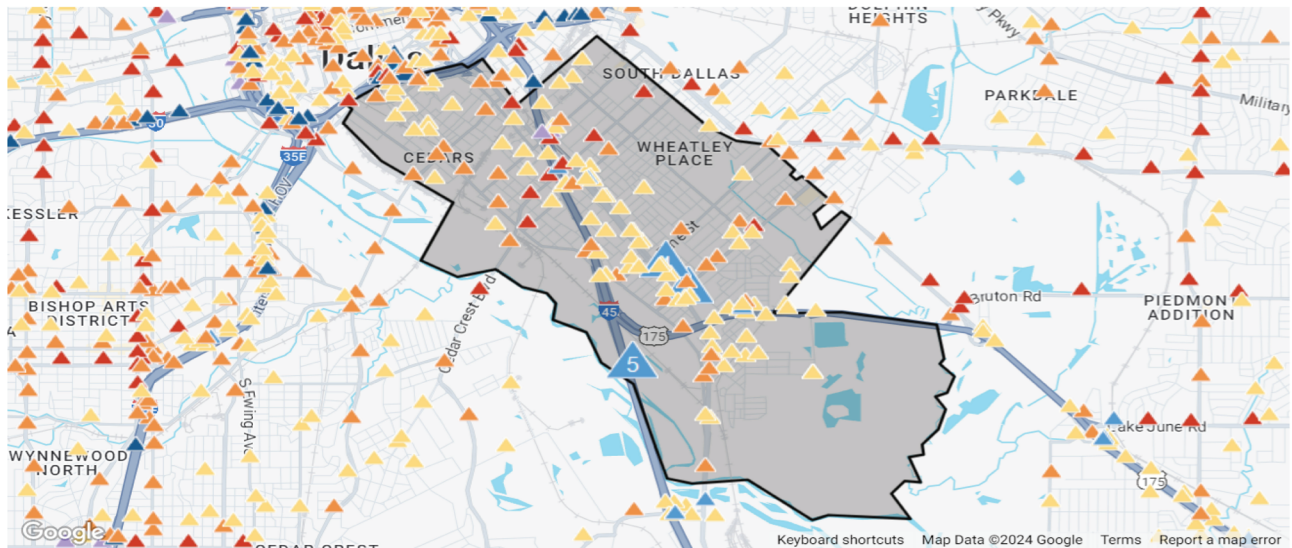 HEIGHTS
SOUTH DALLAS
PARKDALE
Military
30
WHEATLEY
PLACE
35E
CEDARS
KESSLER
45
175
Bruton Rd
BISHOP ARTS
DISTRICT
PIEDMONT
ADDITION
Cedar Crest Blvd
5
S Ewing Ave
Lake June Rd
WYNNEWOOD
NORTH
175
Google
Keyboard shortcuts Map Data ©2024 Google Terms Report a map error